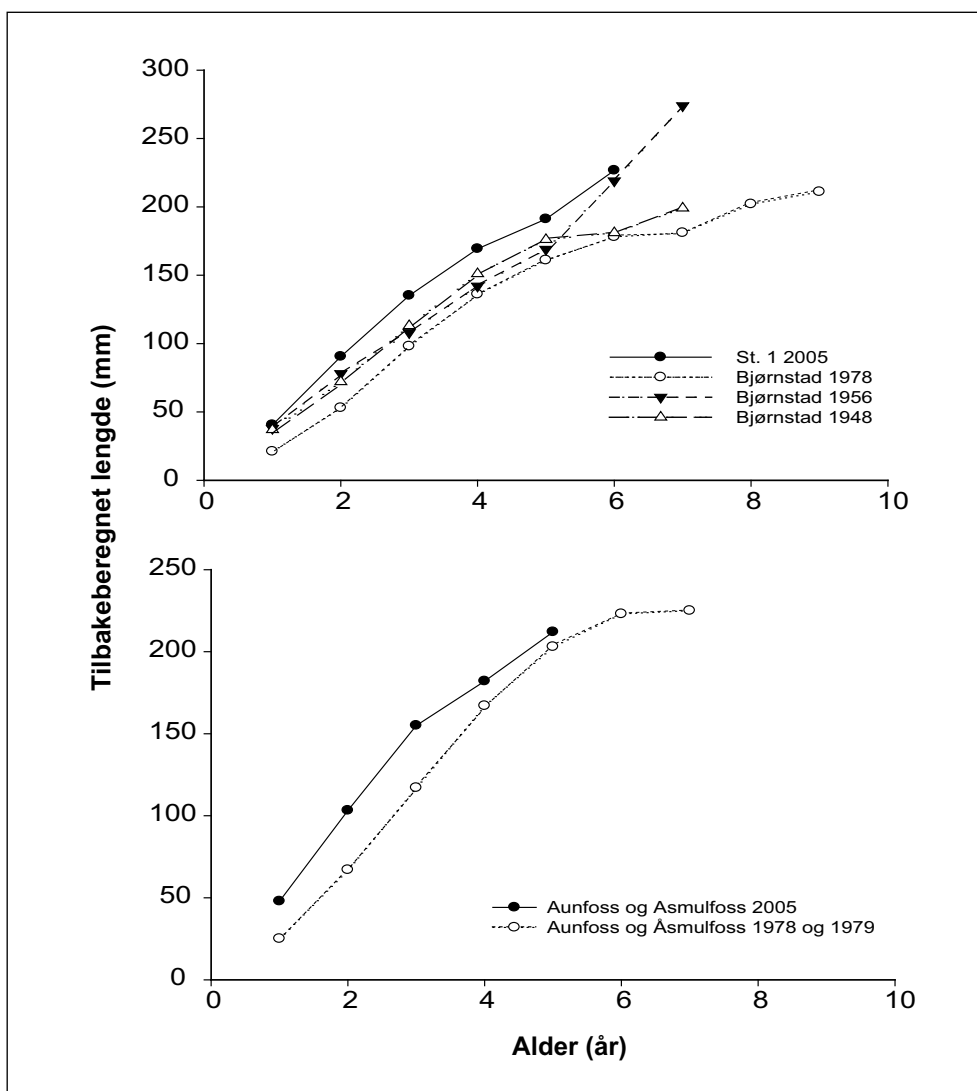 300
250
200
150
100
50
0
0 2 4 6 8 10
St. 1 2005
Bjørnstad 1978
Bjørnstad 1956
Bjørnstad 1948
Tilbakeberegnet lengde (mm)
250
200
150
100
50
0
0 2 4 6 8 10
Aunfoss og Åsmulfoss 2005
Aunfoss og Åsmulfoss 1978 og 1979
Alder (år)